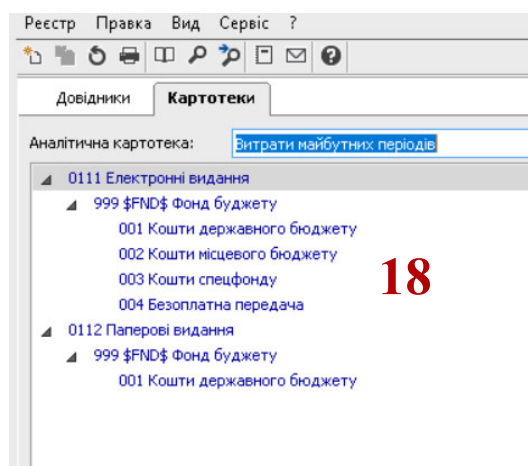 Реєстр Правка Вид Сервіс ?
Довідники Картотеки
Аналітична картотека: Витрати майбутних періодів
0111 Електронні видання
999 $FND$ Фонд буджету
001 Кошти державного бюджету
002 Кошти місцевого бюджету
003 Кошти спецфонду
004 Безоплатна передача
18
0112 Паперові видання
999 $FND$ Фонд буджету
001 Кошти державного бюджету